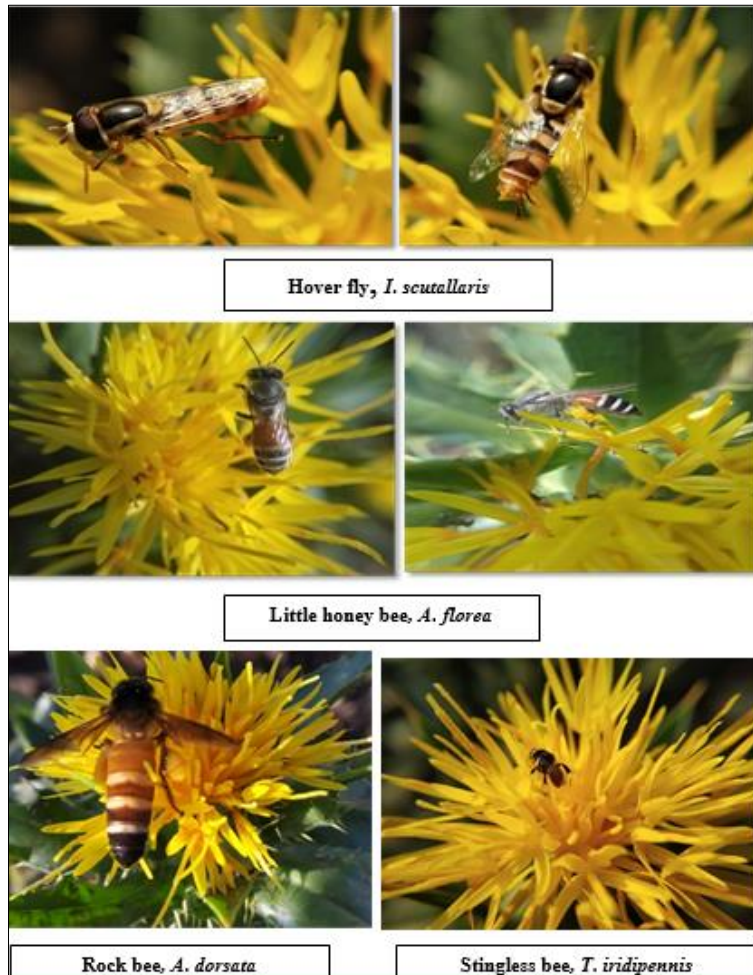 Hover fly, I. scutallaris
Little honey bee, A. florea
Rock bee, A. dorsata
Stingless bee, T. iridipennis